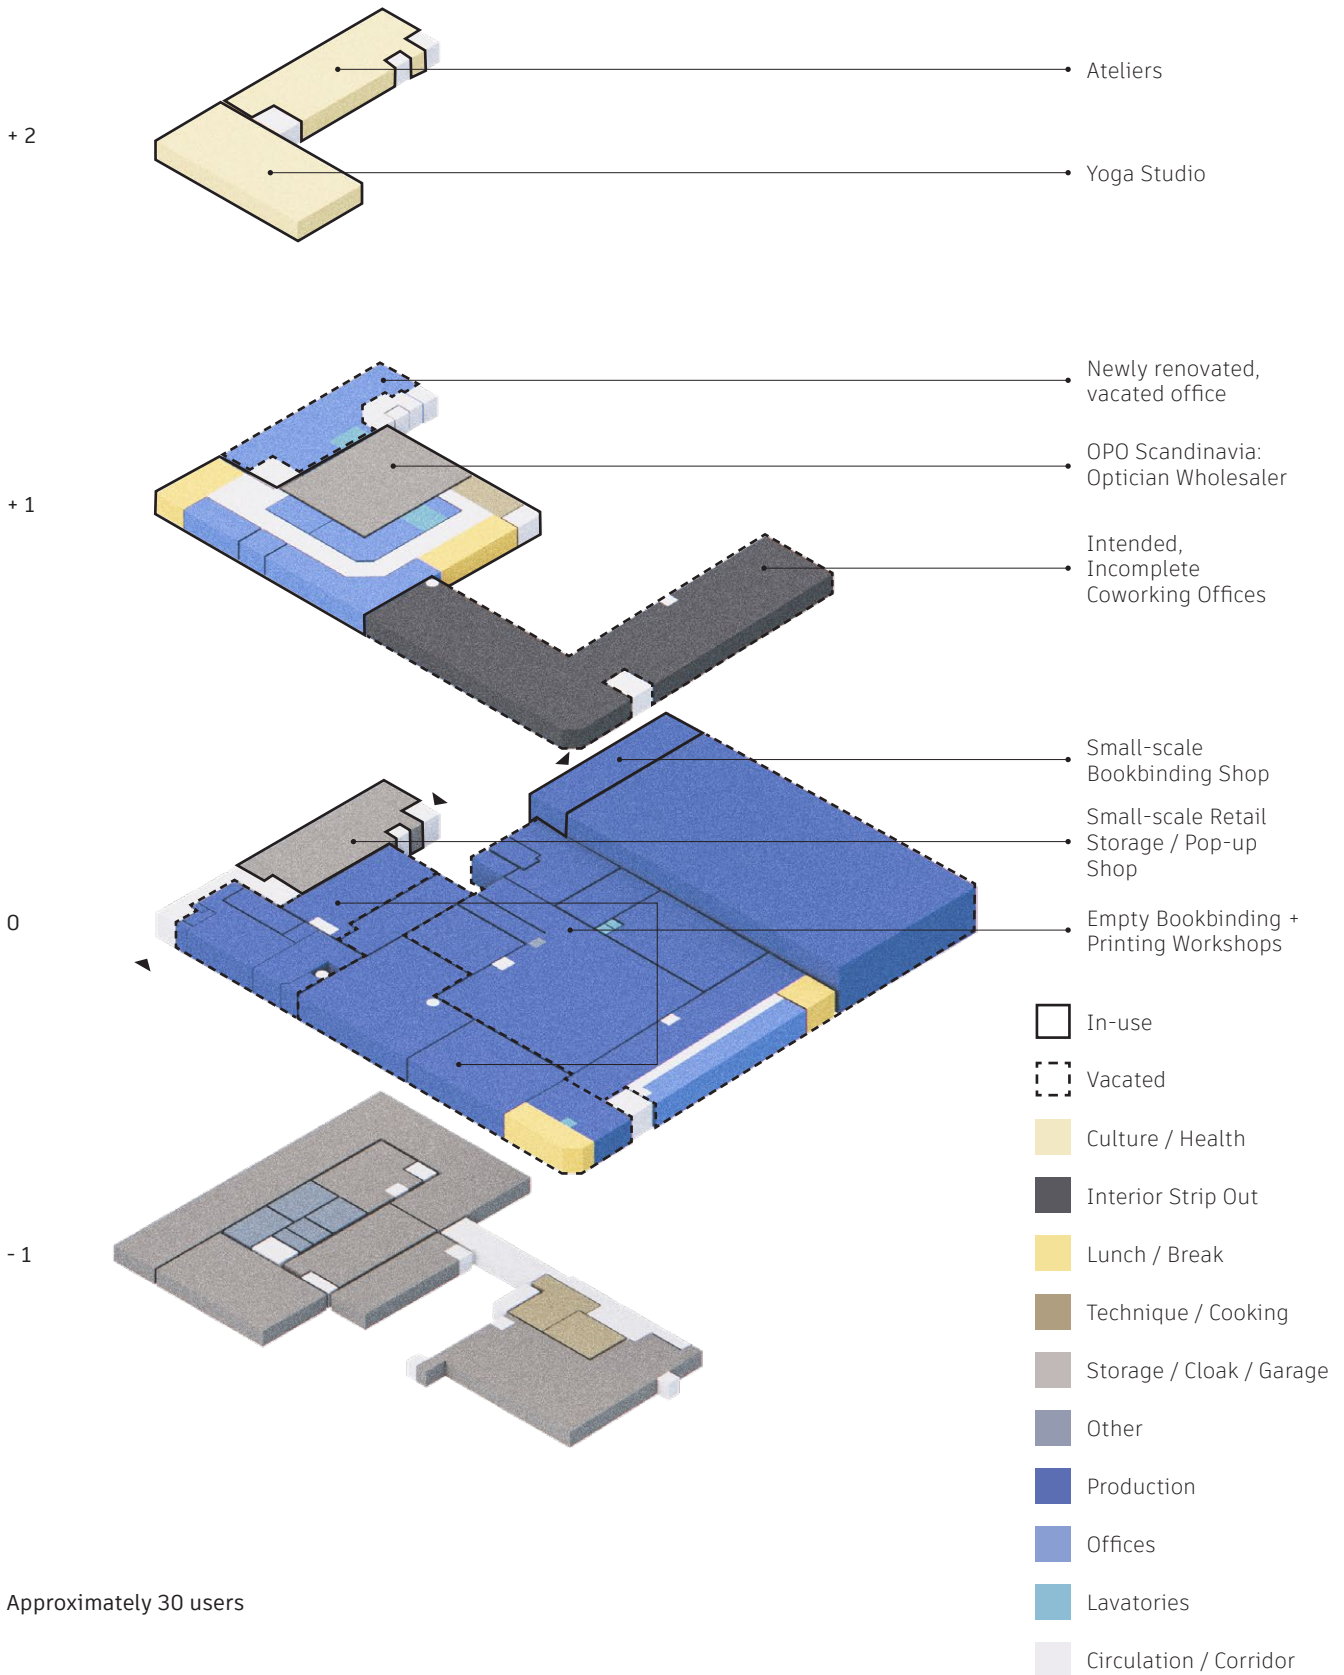 Ateliers
+ 2
Yoga Studio
Newly renovated,
vacated office
OPO Scandinavia:
Optician Wholesaler
+ 1
Intended,
Incomplete
Coworking Offices
Small-scale
Bookbinding Shop
Small-scale Retail
Storage / Pop-up
Shop
0
Empty Bookbinding +
Printing Workshops
In-use
Vacated
Culture / Health
Interior Strip Out
- 1
Lunch / Break
Technique / Cooking
Storage / Cloak / Garage
Other
Production
Offices
Approximately 30 users
Lavatories
Circulation / Corridor